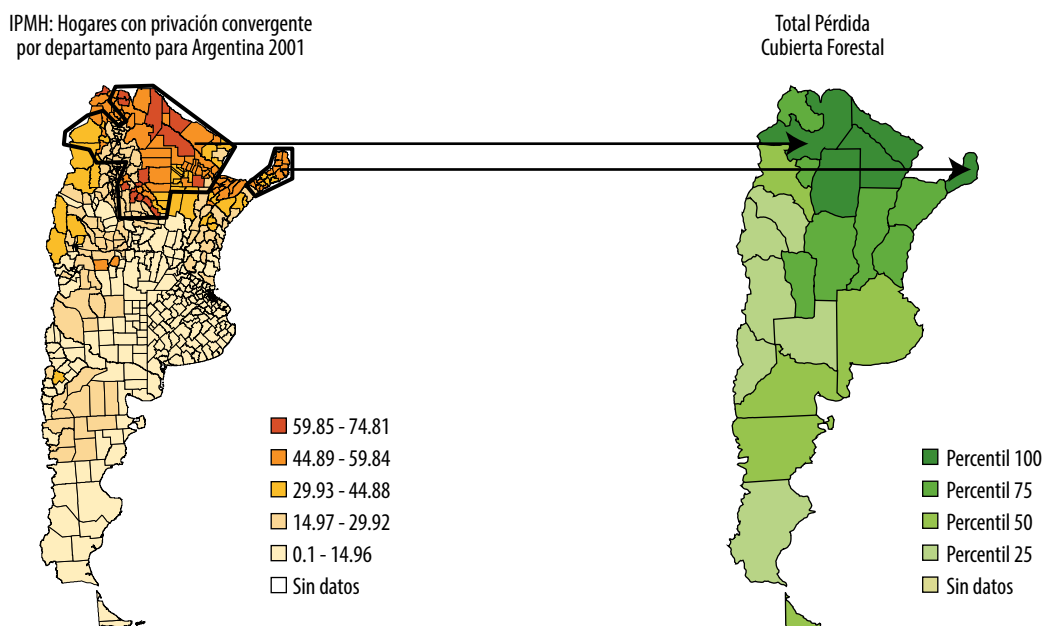 IPMH: Hogares con privación convergente
por departamento para Argentina 2001
Total Pérdida
Cubierta Forestal
59.85 - 74.81
44.89 - 59.84
29.93 - 44.88
14.97 - 29.92
0.1 - 14.96
Sin datos
Percentil 100
Percentil 75
Percentil 50
Percentil 25
Sin datos